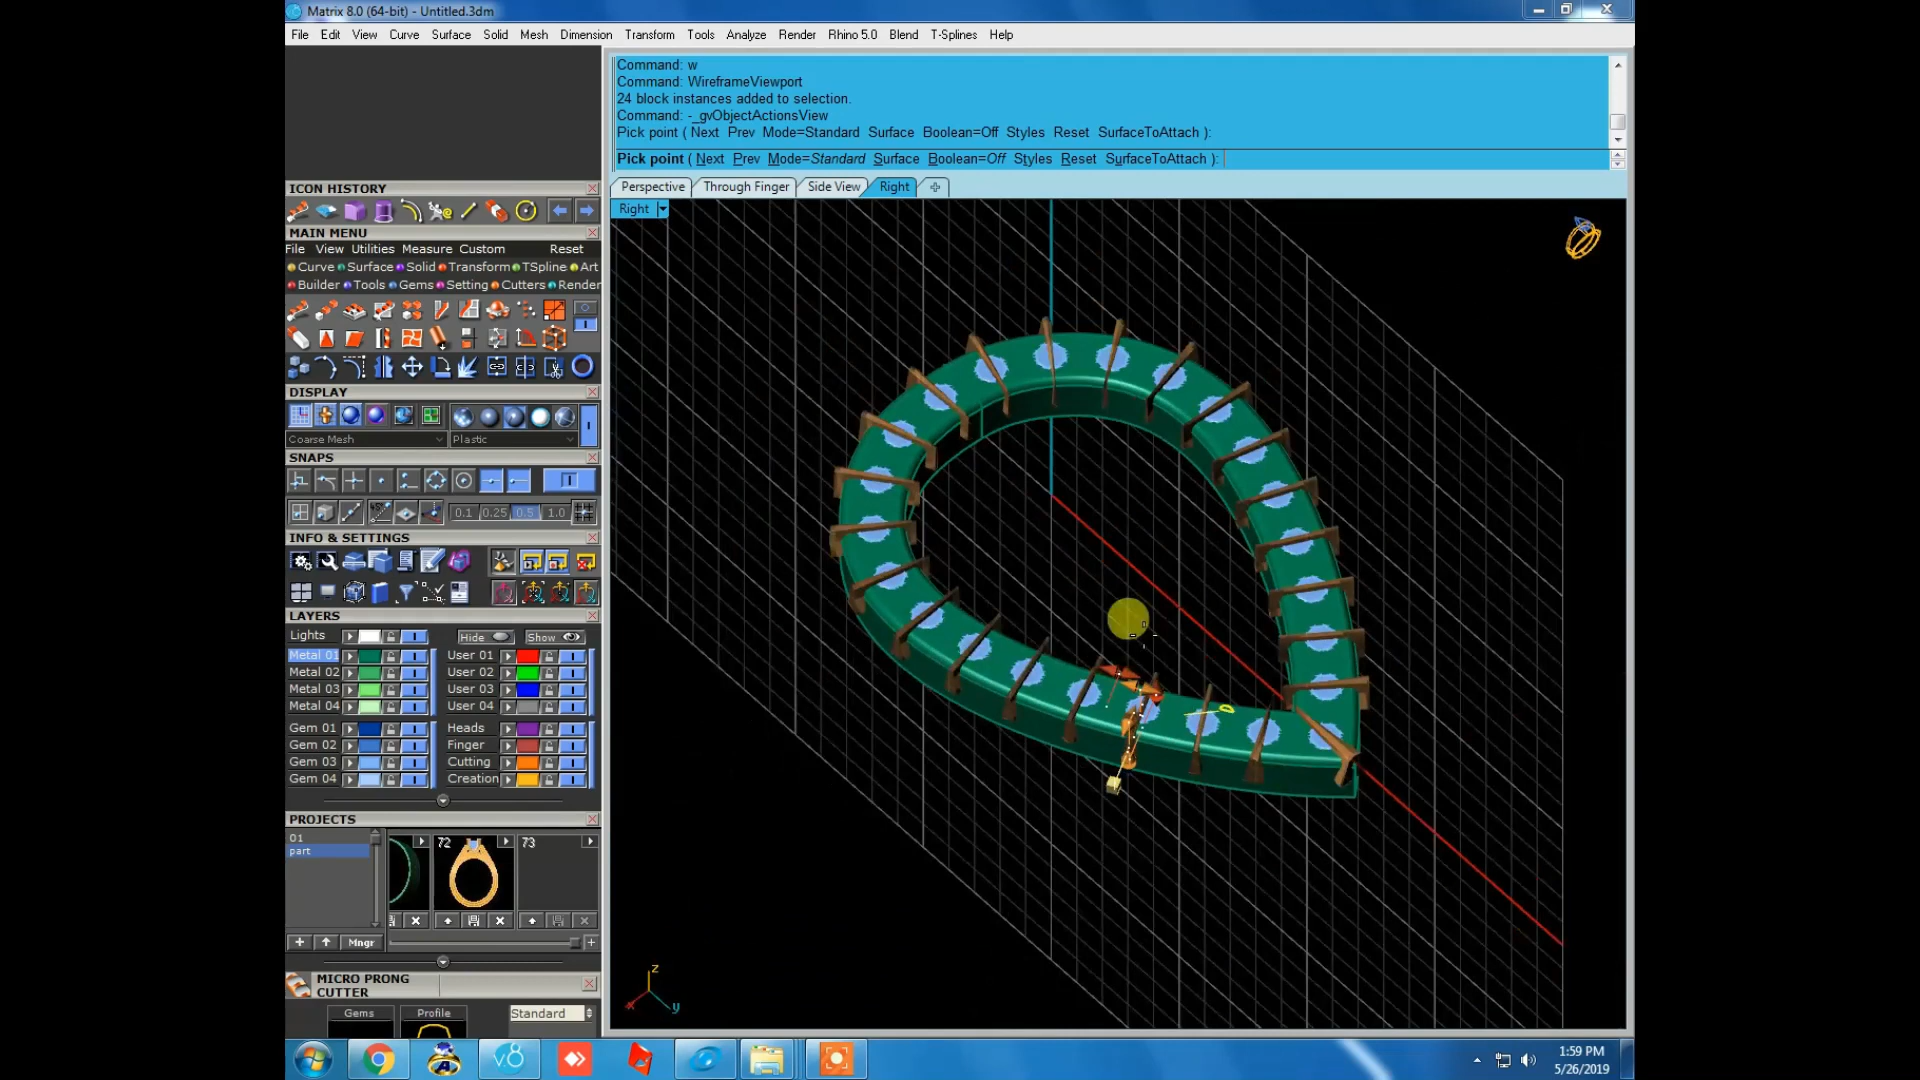 Matrix 8.0 (64-bit) - Untitled.3dm
File Edit View Curve Surface Solid Mesh Dimension Transform Tools Analyze Render Rhino 5.0 Blend T-Splines Help
Command: w
Command: WireframeViewport
24 block instances added to selection.
Command: -_gvObjectActionsView
Pick point ( Next Prev Mode=Standard Surface Boolean=Off Styles Reset SurfaceToAttach ):
Pick point ( Next Prev Mode=Standard Surface Boolean=Off Styles Reset SurfaceToAttach ):
Perspective Through Finger Side View Right
Right
ICON HISTORY
MAIN MENU
File View Utilities Measure Custom Reset
Curve Surface Solid Transform TSpline Art
Builder Tools Gems Setting Cutters Render
DISPLAY
Coarse Mesh Plastic
SNAPS
0.1 0.25 0.5 1.0
INFO & SETTINGS
LAYERS
Lights Hide Show
Metal 01 User 01
Metal 02 User 02
Metal 03 User 03
Metal 04 User 04
Gem 01 Heads
Gem 02 Finger
Gem 03 Cutting
Gem 04 Creation
PROJECTS
01
part
72 73
Mngr
MICRO PRONG
CUTTER
Gems Profile Standard
z
x y
v8
1:59 PM
5/26/2019